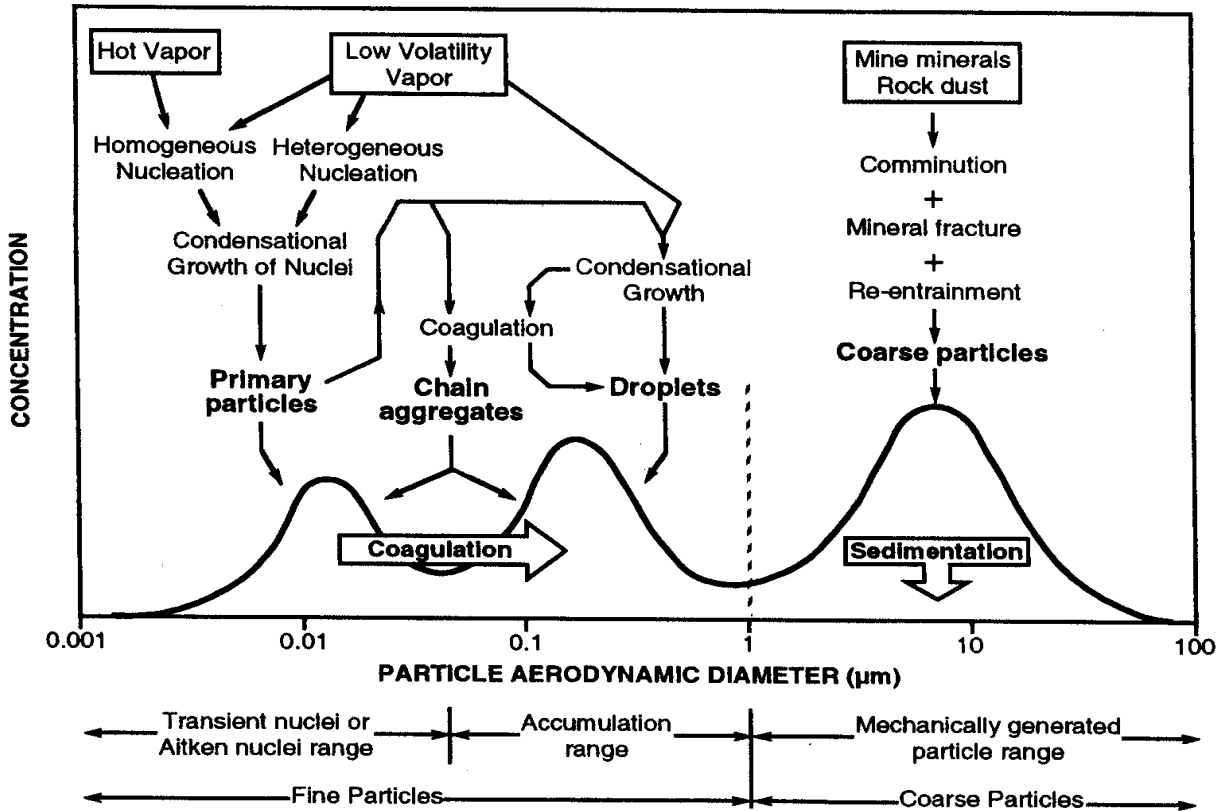 Hot Vapor
Low Volatility
Vapor
Mine minerals
Rock dust
Homogeneous
Nucleation
Heterogeneous
Nucleation
Comminution
+
Mineral fracture
+
Re-entrainment
Condensational
Growth of Nuclei
Condensational
Growth
Coagulation
Coarse particles
Primary
particles
Chain
aggregates
Droplets
Coagulation
Sedimentation
CONCENTRATION
0.001
0.01
0.1
1
10
100
PARTICLE AERODYNAMIC DIAMETER (µm)
Transient nuclei or
Aitken nuclei range
Accumulation
range
Mechanically generated
particle range
Fine Particles
Coarse Particles